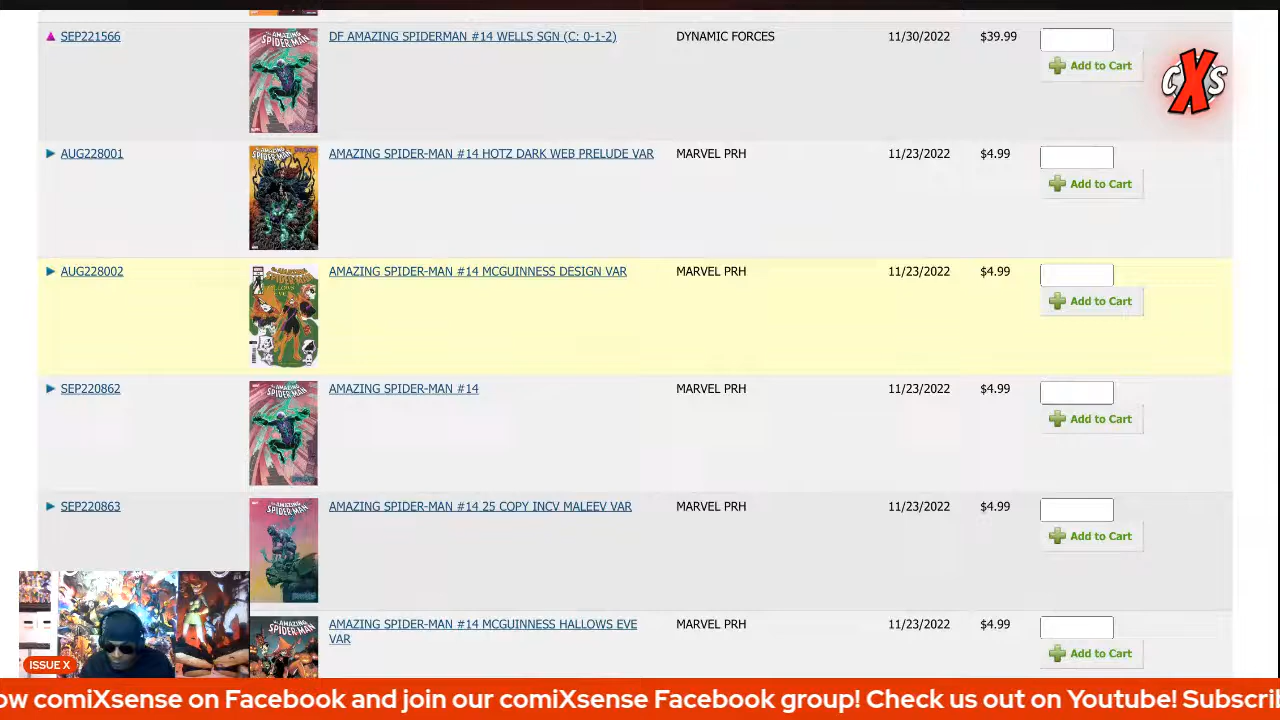 SEP221566 DF AMAZING SPIDERMAN #14 WELLS SGN (C: 0-1-2) DYNAMIC FORCES 11/30/2022 $39.99
Add to Cart
CXS
AUG228001 AMAZING SPIDER-MAN #14 HOTZ DARK WEB PRELUDE VAR MARVEL PRH 11/23/2022 $4.99
Add to Cart
AUG228002 AMAZING SPIDER-MAN #14 MCGUINNESS DESIGN VAR MARVEL PRH 11/23/2022 $4.99
Add to Cart
SEP220862 AMAZING SPIDER-MAN #14 MARVEL PRH 11/23/2022 $4.99
Add to Cart
SEP220863 AMAZING SPIDER-MAN #14 25 COPY INCV MALEEV VAR MARVEL PRH 11/23/2022 $4.99
Add to Cart
AMAZING SPIDER-MAN #14 MCGUINNESS HALLOWS EVE MARVEL PRH 11/23/2022 $4.99
VAR
Add to Cart
ISSUE X
ow comiXsense on Facebook and join our comiXsense Facebook group! Check us out on Youtube! Subscri